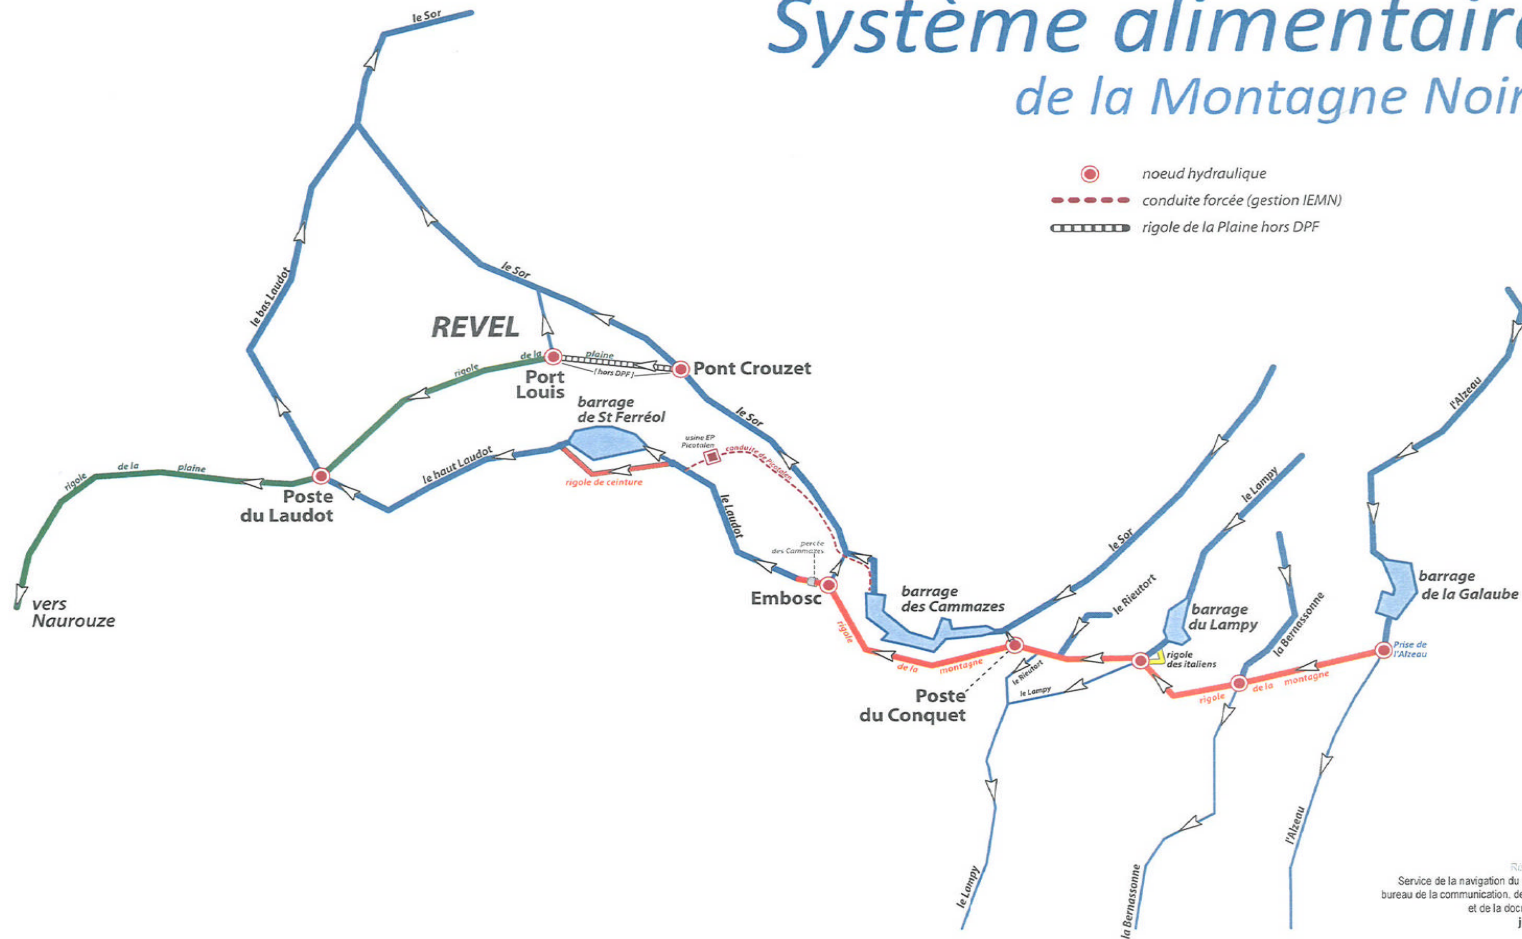 Système alimentaire
de la Montagne Noir
noeud hydraulique
conduite forcée (gestion IEMN)
rigole de la Plaine hors DPF
le Sor
le bas Laudot
le Sor
REVEL
rigole
de la
plaine
[hors DPF]
Port
Louis
Pont Crouzet
le Sor
barrage
de St Ferréol
usine EP
Picotalen
conduite de Picotalen
rigole de ceinture
le haut Laudot
rigole
de la
plaine
Poste
du Laudot
vers
Naurouze
le Laudot
percée
des Cammazes
Embosc
rigole
de la
montagne
barrage
des Cammazes
Poste
du Conquet
le Sor
le Rieutort
le Rieutort
le Lampy
le Lampy
barrage
du Lampy
rigole
des italiens
la Bernassonne
l'Alzeau
barrage
de la Galaube
Prise de
l'Alzeau
rigole
de la
montagne
le Lampy
la Bernassonne
l'Alzeau
Service de la navigation du
bureau de la communication, de
et de la doc